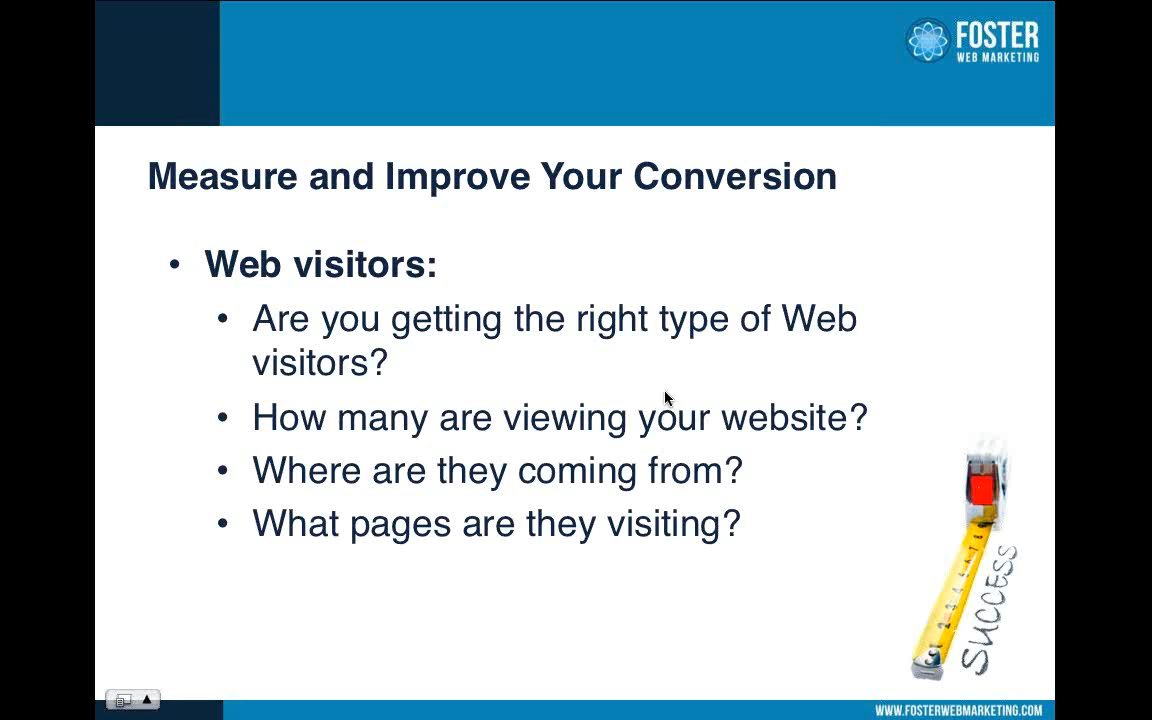 FOSTER
WEB MARKETING
Measure and Improve Your Conversion
• Web visitors:
• Are you getting the right type of Web
visitors?
• How many are viewing your website?
• Where are they coming from?
• What pages are they visiting?
SUCCESS
WWW.FOSTERWEBMARKETING.COM